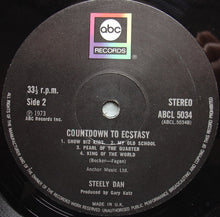 abc
RECORDS
33⅓ r.p.m.
Side 2
STEREO
℗ 1973
ABC Records Inc.
ABCL 5034
(ABCL 5034B)
COUNTDOWN TO ECSTASY
1. SHOW BIZ KIDS 2. MY OLD SCHOOL
3. PEARL OF THE QUARTER
4. KING OF THE WORLD
(Becker-Fagen)
Anchor Music Ltd.
STEELY DAN
Produced by Gary Katz
MADE IN U.K.